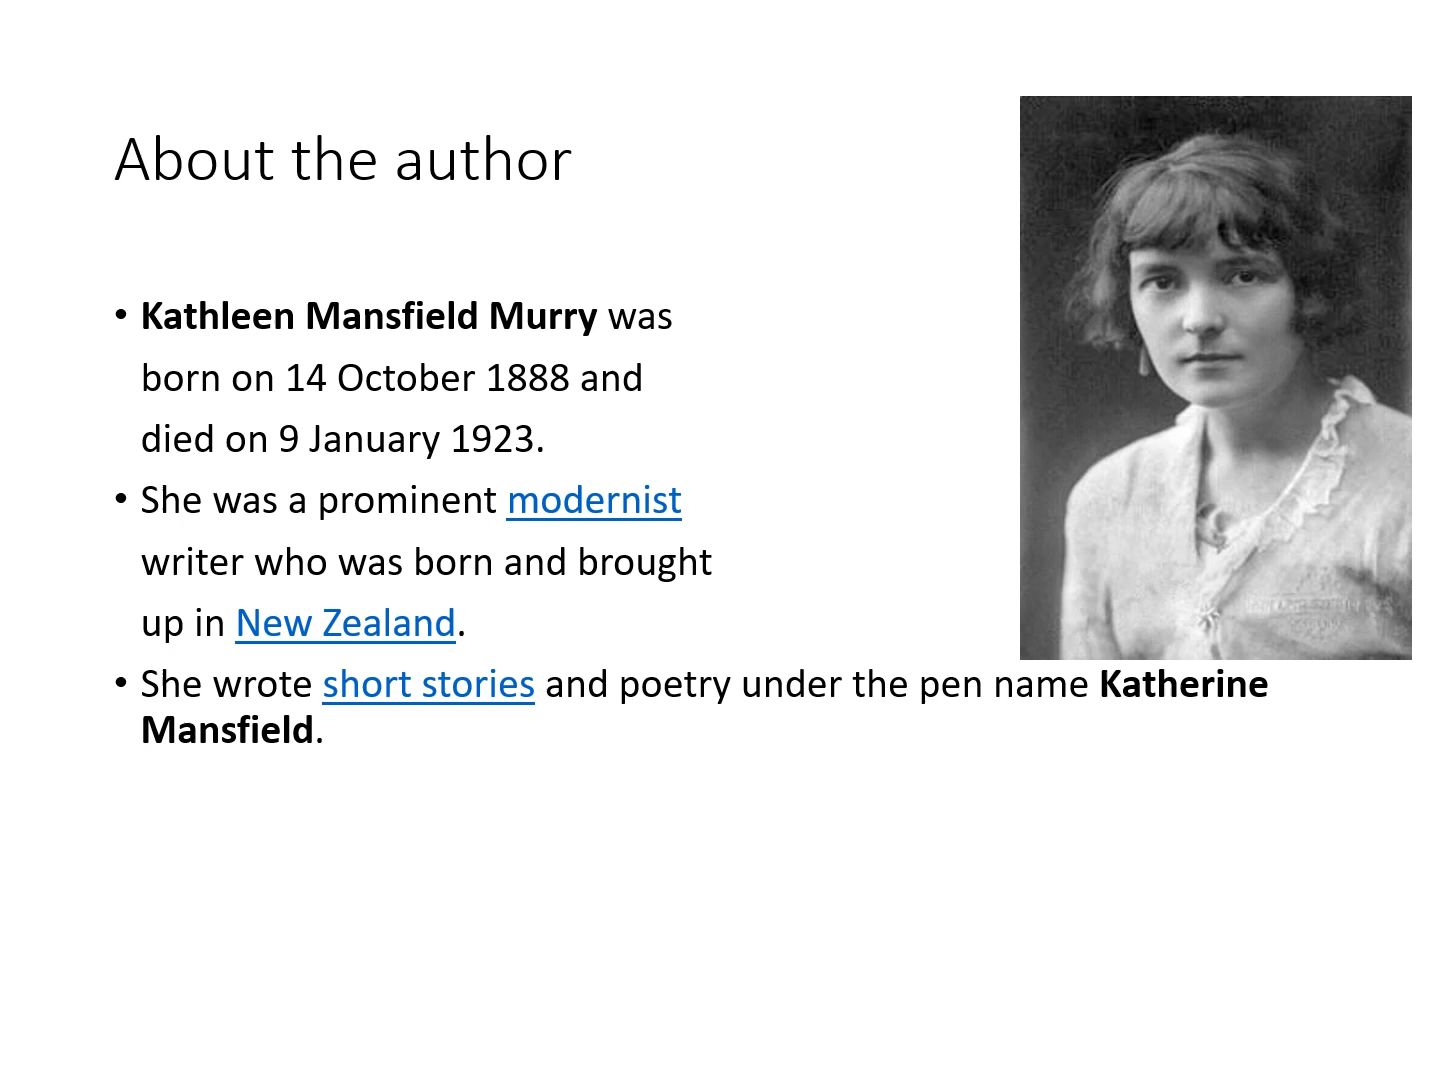 About the author
• Kathleen Mansfield Murry was
born on 14 October 1888 and
died on 9 January 1923.
• She was a prominent modernist
writer who was born and brought
up in New Zealand.
• She wrote short stories and poetry under the pen name Katherine
Mansfield.